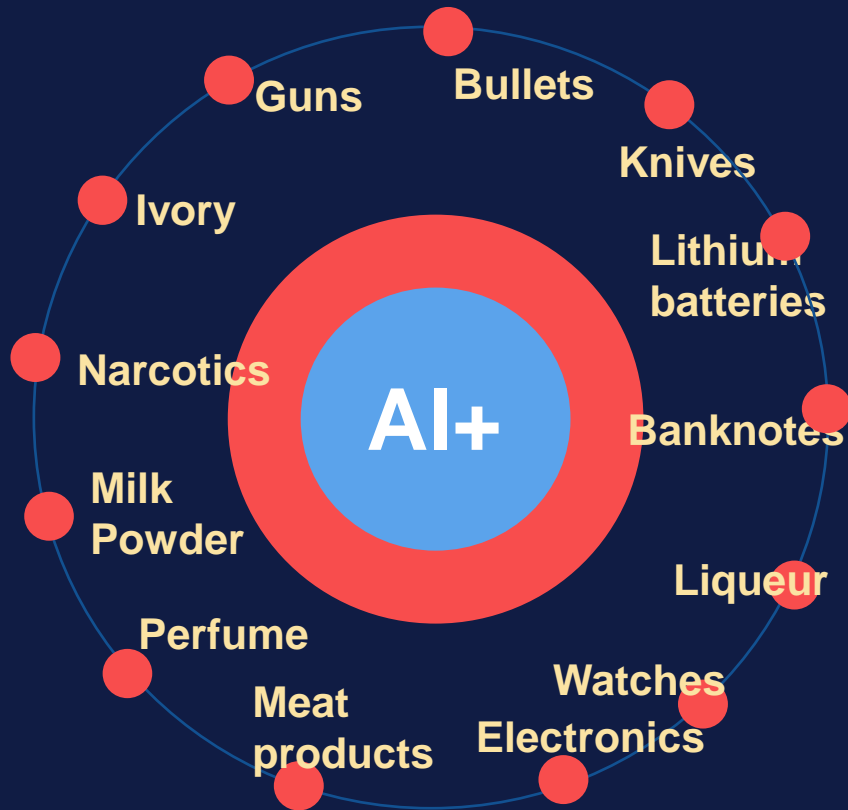 Bullets
Guns
Knives
Ivory
Lithium
batteries
Narcotics
AI+
Banknotes
Milk
Powder
Liqueur
Perfume
Watches
Meat
products
Electronics